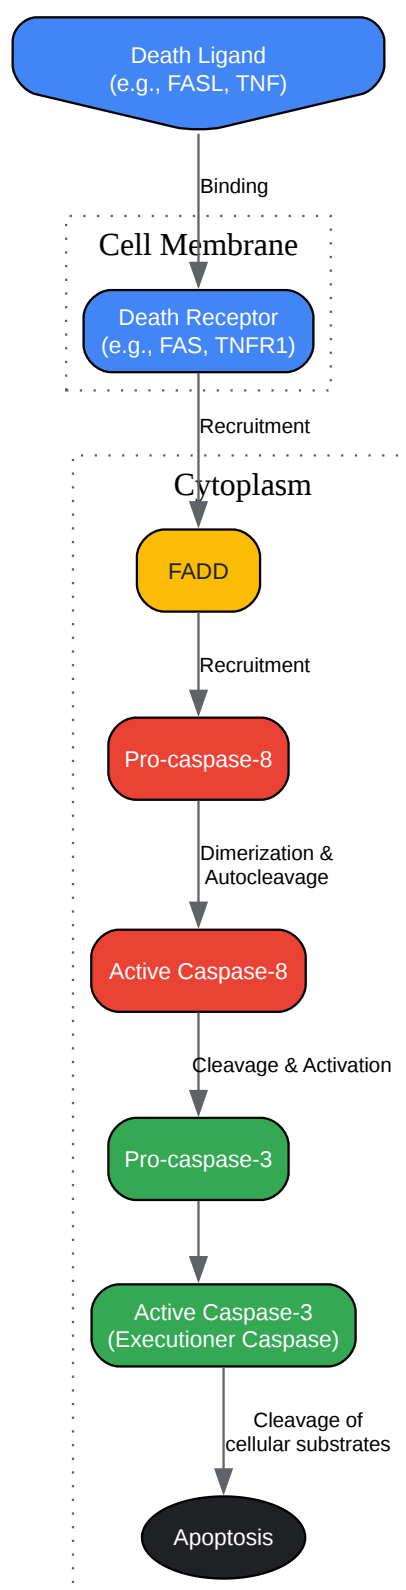 Death Ligand
(e.g., FASL, TNF)
Binding
Cell Membrane
Death Receptor
(e.g., FAS, TNFR1)
Recruitment
Cytoplasm
FADD
Recruitment
Pro-caspase-8
Dimerization &
Autocleavage
Active Caspase-8
Cleavage & Activation
Pro-caspase-3
Active Caspase-3
(Executioner Caspase)
Cleavage of
cellular substrates
Apoptosis